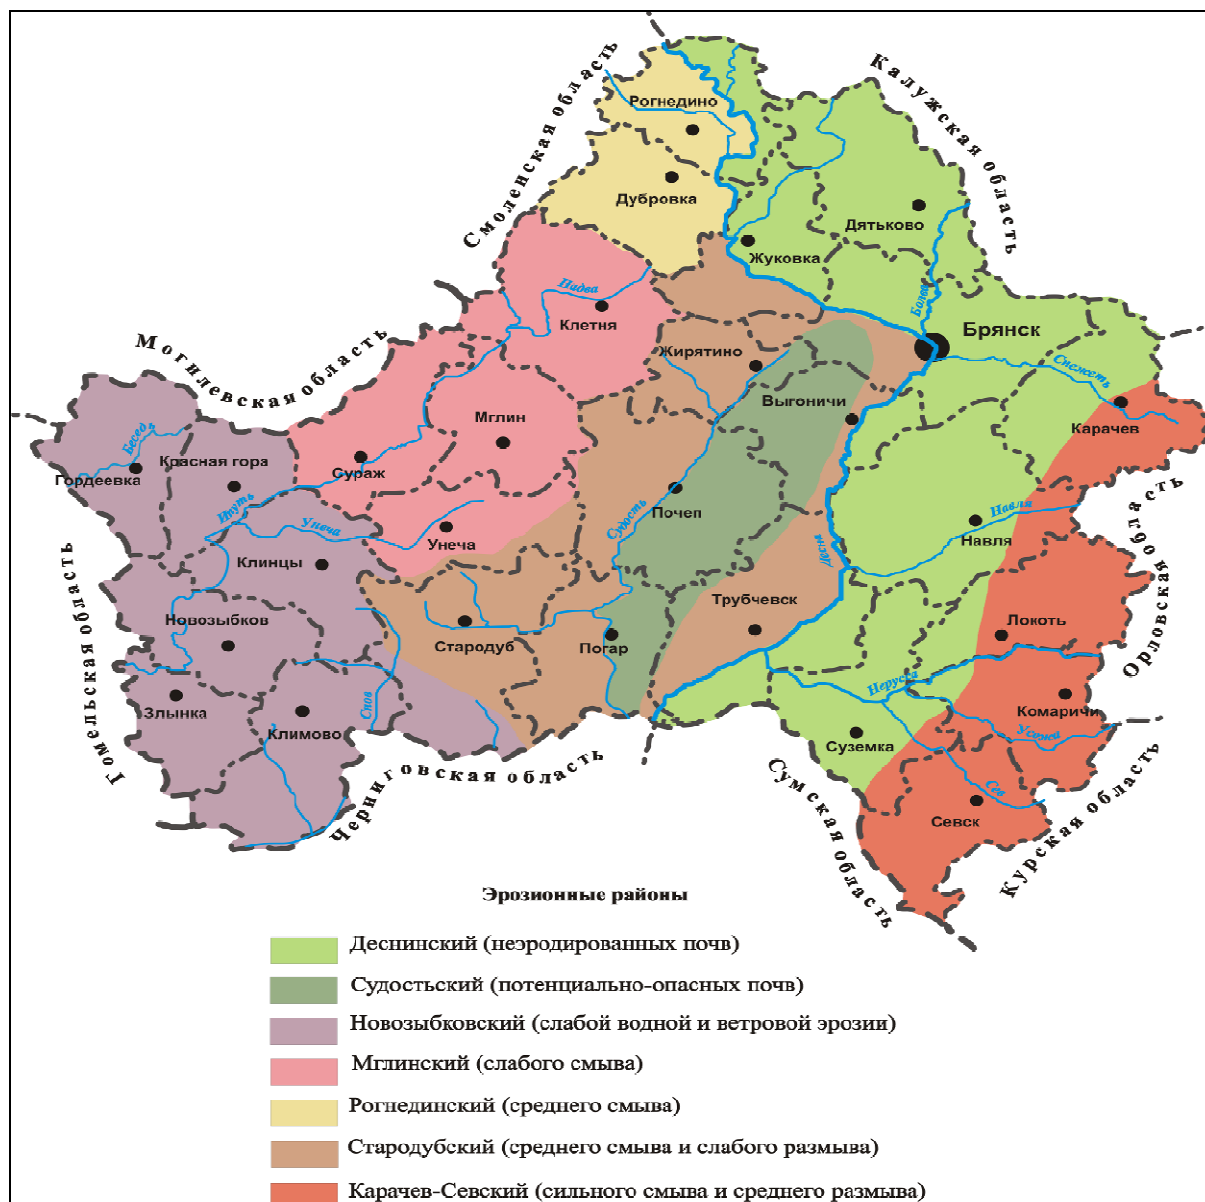 Смоленская область
Калужская область
Рогнедино
Дубровка
Дятьково
Жуковка
Надва
Клетня
Болва
Брянск
Могилевская область
Жирятино
Снежеть
Выгоничи
Мглин
Карачев
Беседь
Красная гора
Гордеевка
Сураж
Ипуть
Унеча
Унеча
Судость
Почеп
Навля
Навля
Десна
Орловская область
Клинцы
Гомельская область
Новозыбков
Стародуб
Погар
Трубчевск
Локоть
Злынка
Климово
Снов
Нерусса
Комаричи
Усожа
Суземка
Сев
Севск
Черниговская область
Сумская область
Курская область
Эрозионные районы
Деснинский (неэродированных почв)
Судостьский (потенциально-опасных почв)
Новозыбковский (слабой водной и ветровой эрозии)
Мглинский (слабого смыва)
Рогнединский (среднего смыва)
Стародубский (среднего смыва и слабого размыва)
Карачев-Севский (сильного смыва и среднего размыва)